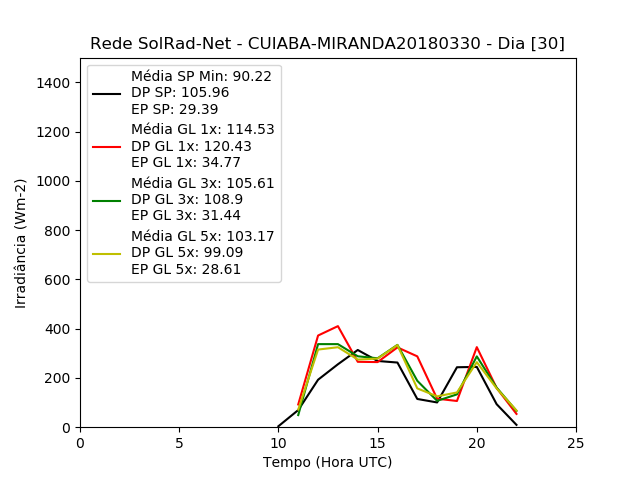 Rede SolRad-Net - CUIABA-MIRANDA20180330 - Dia [30]
Irradiância (Wm-2)
1400
1200
1000
800
600
400
200
0
Média SP Min: 90.22
DP SP: 105.96
EP SP: 29.39
Média GL 1x: 114.53
DP GL 1x: 120.43
EP GL 1x: 34.77
Média GL 3x: 105.61
DP GL 3x: 108.9
EP GL 3x: 31.44
Média GL 5x: 103.17
DP GL 5x: 99.09
EP GL 5x: 28.61
0 5 10 15 20 25
Tempo (Hora UTC)